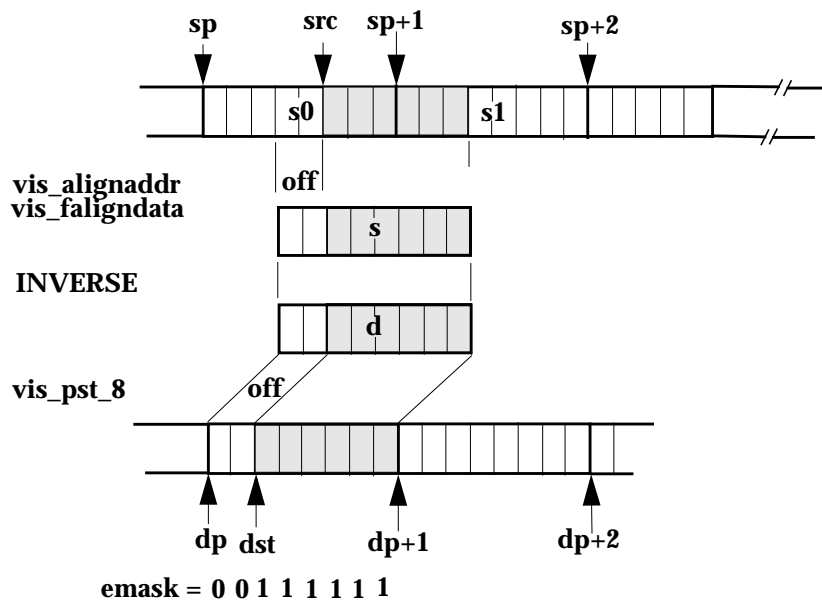 sp src sp+1 sp+2
s0 s1
vis_alignaddr off
vis_faligndata
s
INVERSE
d
vis_pst_8 off
dp dst dp+1 dp+2
emask = 0 0 1 1 1 1 1 1